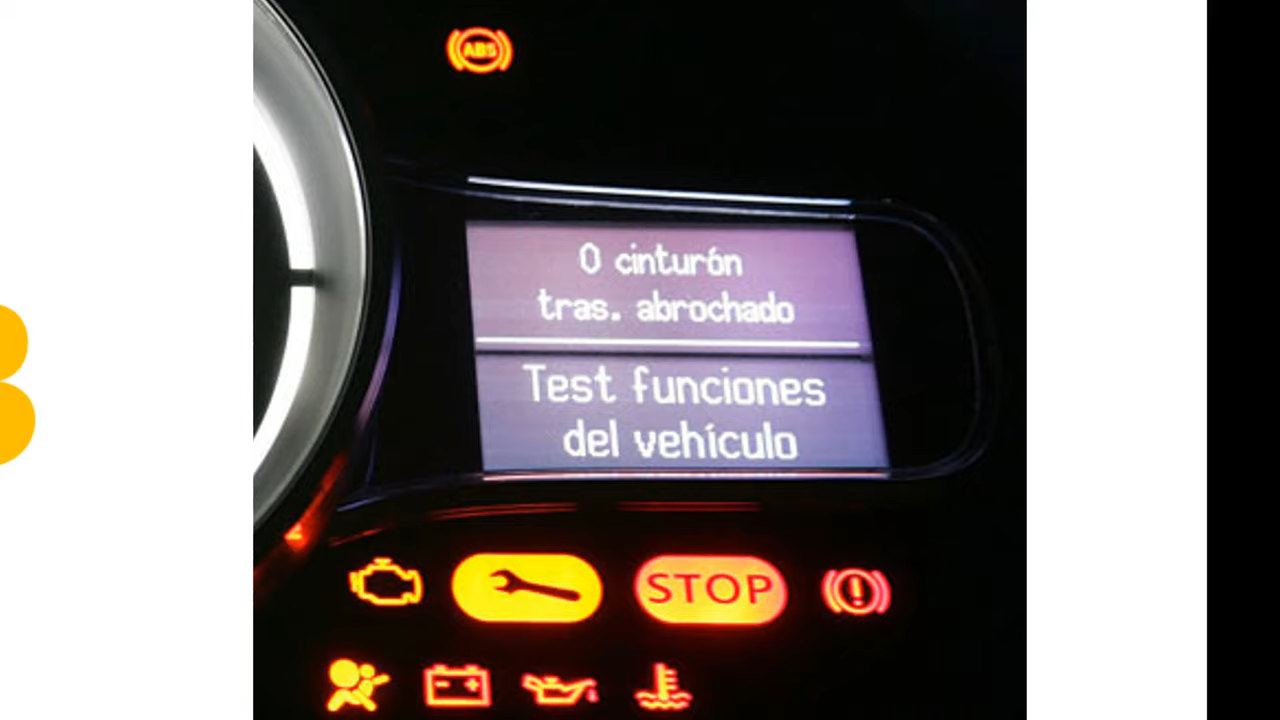 ABS
0 cinturón
tras. abrochado
Test funciones
del vehículo
STOP